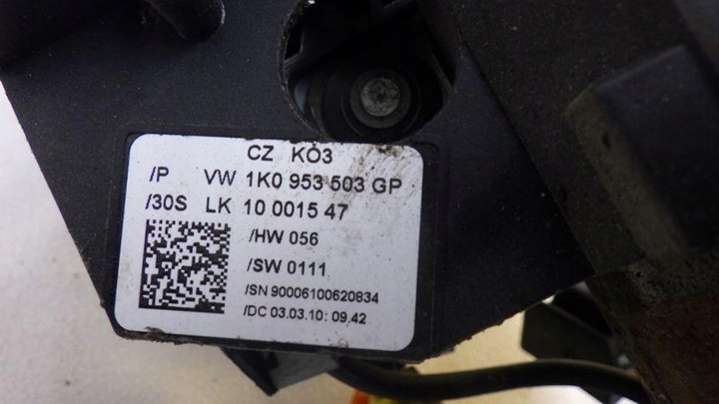 CZ KO3
/P VW 1K0 953 503 GP
/30S LK 10 0015 47
/HW 056
/SW 0111
/SN 90006100620834
/DC 03.03.10: 09.42